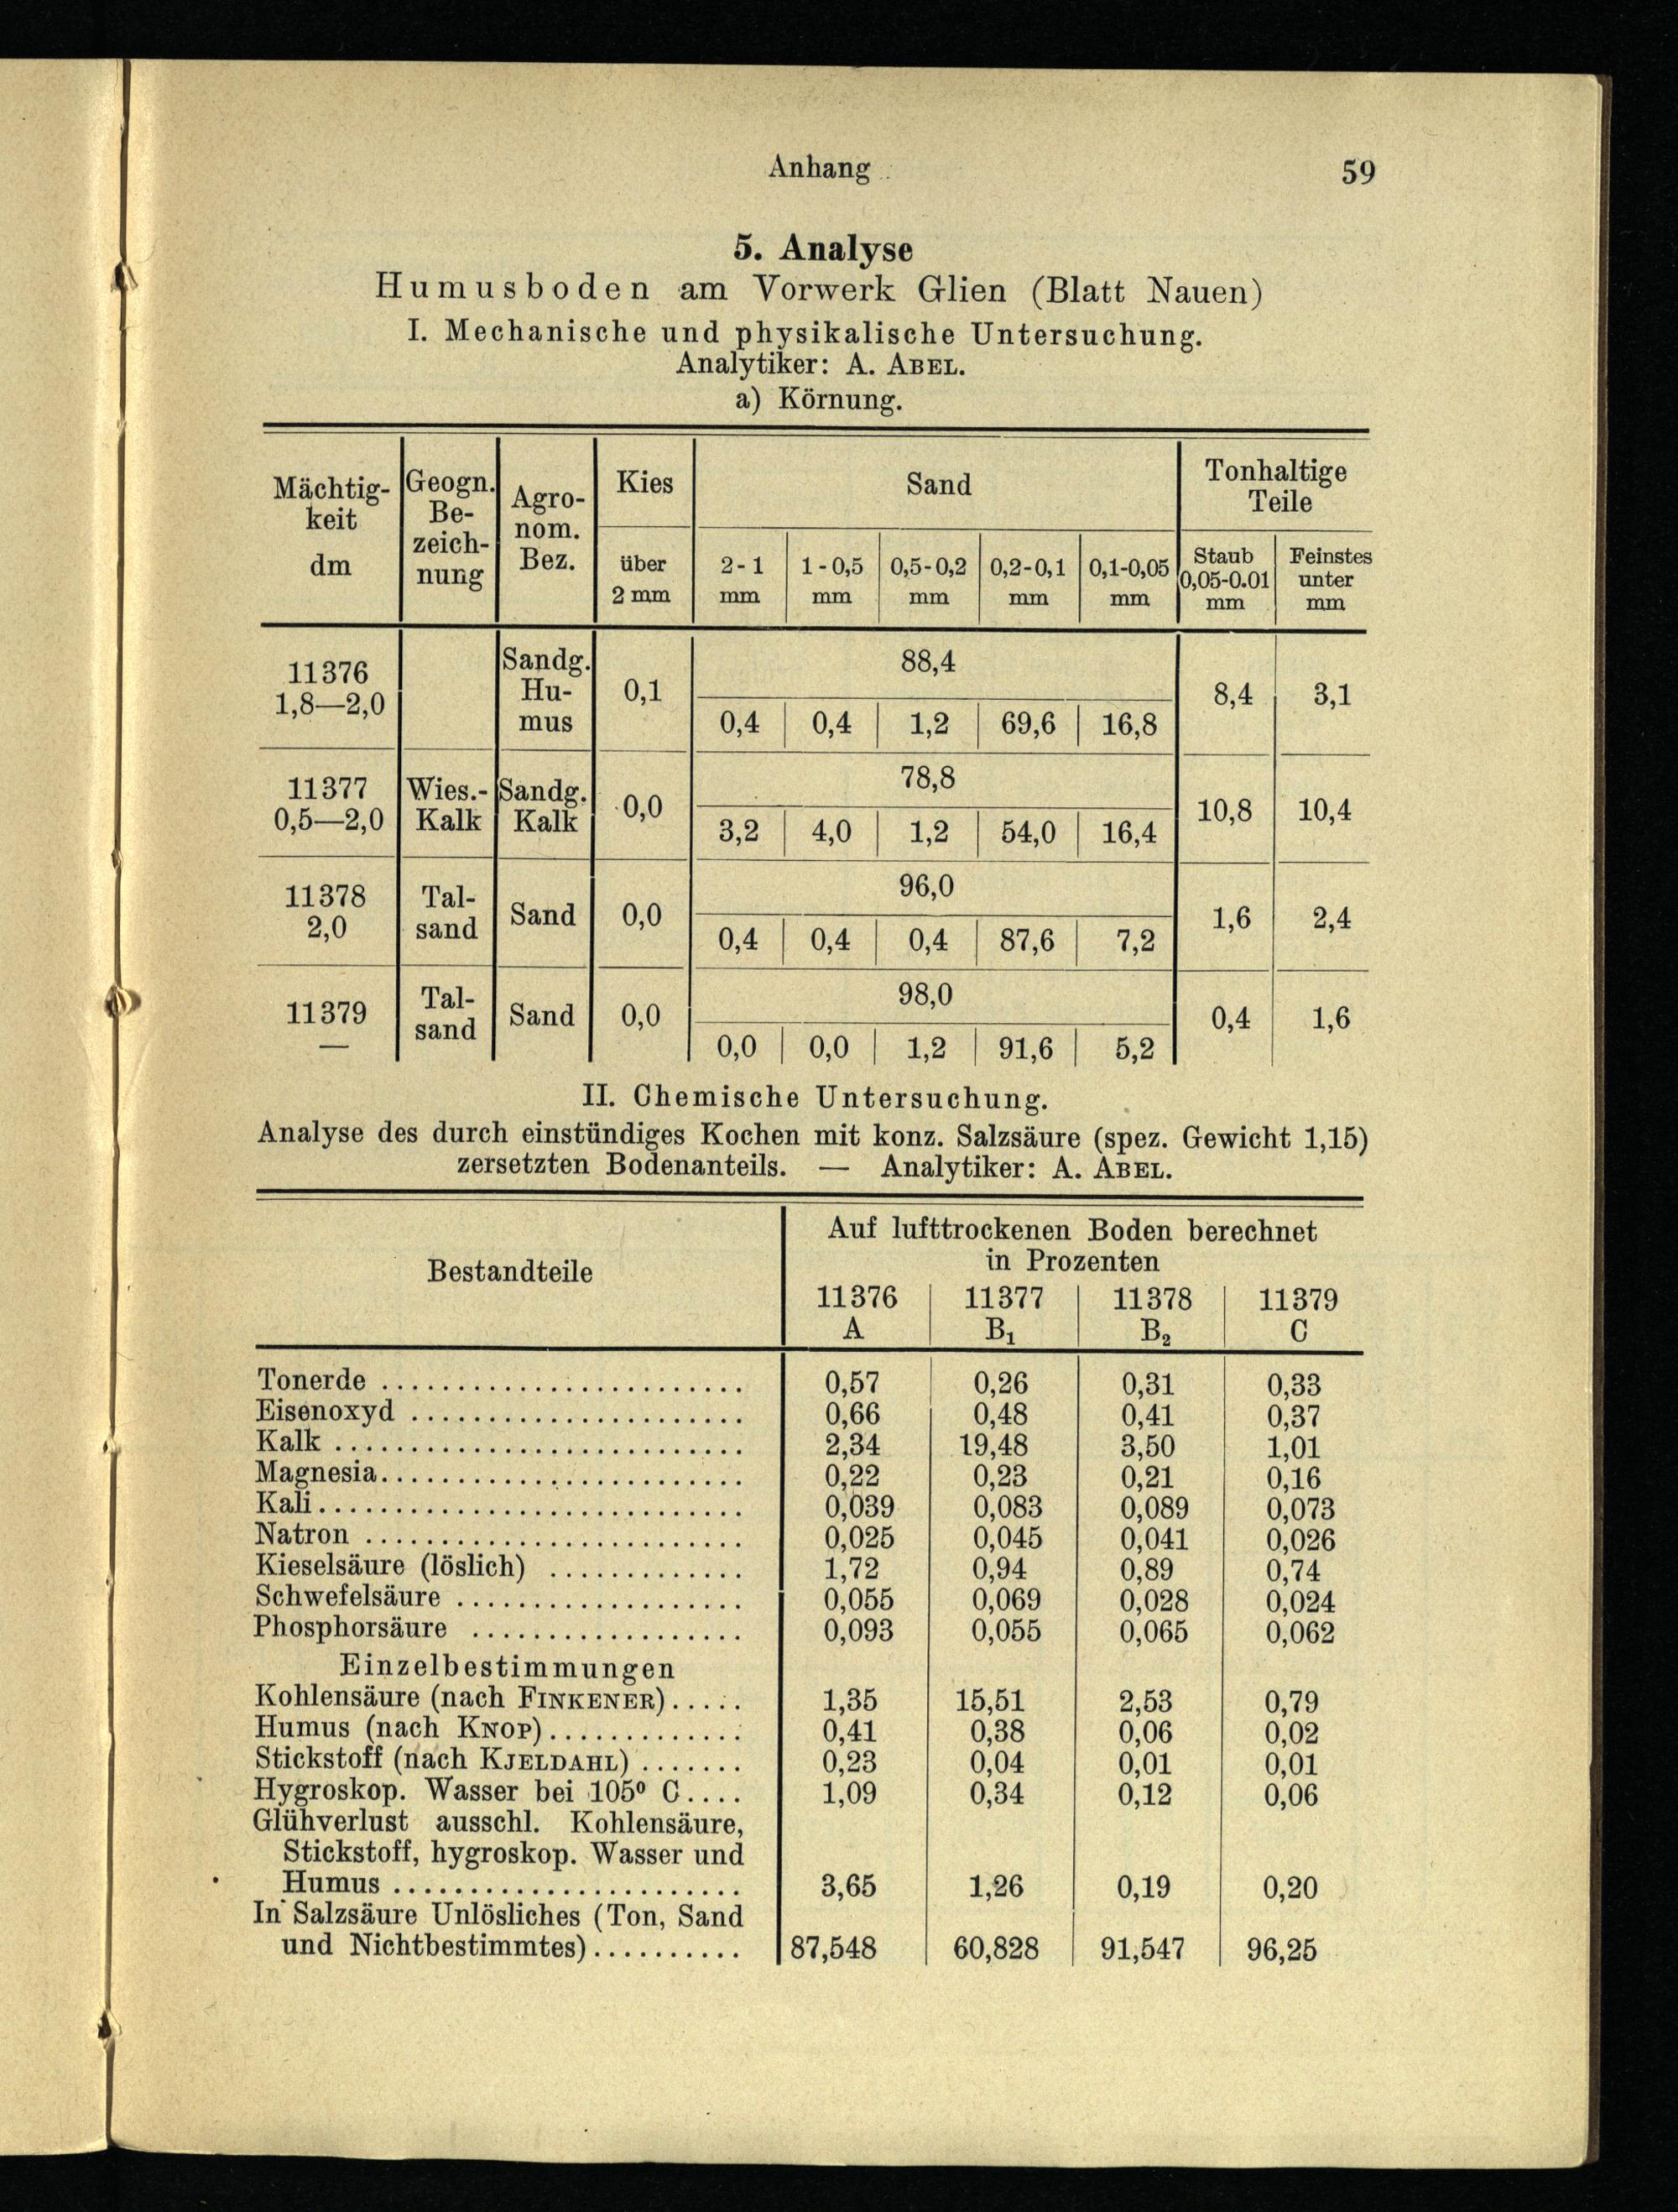 Anhang 59
5. Analyse
Humusboden am Vorwerk Glien (Blatt Nauen)
I. Mechanische und physikalische Untersuchung.
Analytiker: A. ABEL.
a) Körnung.
Mächtig-
keit
dm
Geogn.
Be-
zeich-
nung
Agro-
nom.
Bez.
Kies
über
2 mm
Sand
2-1
mm
1-0,5
mm
0,5-0,2
mm
0,2-0,1
mm
0,1-0,05
mm
Tonhaltige
Teile
Staub
0,05-0.01
mm
Feinstes
unter
mm
11376
1,8—2,0
Sandg.
Hu-
mus
0,1
88,4
0,4 0,4 1,2 69,6 16,8
8,4 3,1
11377
0,5—2,0
Wies.-
Kalk
Sandg.
Kalk
0,0
78,8
3,2 4,0 1,2 54,0 16,4
10,8 10,4
11378
2,0
Tal-
sand
Sand
0,0
96,0
0,4 0,4 0,4 87,6 7,2
1,6 2,4
11379
—
Tal-
sand
Sand
0,0
98,0
0,0 0,0 1,2 91,6 5,2
0,4 1,6
II. Chemische Untersuchung.
Analyse des durch einstündiges Kochen mit konz. Salzsäure (spez. Gewicht 1,15)
zersetzten Bodenanteils. — Analytiker: A. ABEL.
Bestandteile
Auf lufttrockenen Boden berechnet
in Prozenten
11376 11377 11378 11379
A B₁ B₂ C
Tonerde ........................ 0,57 0,26 0,31 0,33
Eisenoxyd ...................... 0,66 0,48 0,41 0,37
Kalk ........................... 2,34 19,48 3,50 1,01
Magnesia........................ 0,22 0,23 0,21 0,16
Kali............................ 0,039 0,083 0,089 0,073
Natron ......................... 0,025 0,045 0,041 0,026
Kieselsäure (löslich) ............. 1,72 0,94 0,89 0,74
Schwefelsäure ................... 0,055 0,069 0,028 0,024
Phosphorsäure .................. 0,093 0,055 0,065 0,062
Einzelbestimmungen
Kohlensäure (nach FINKENER)..... 1,35 15,51 2,53 0,79
Humus (nach KNOP)............. 0,41 0,38 0,06 0,02
Stickstoff (nach KJELDAHL) ....... 0,23 0,04 0,01 0,01
Hygroskop. Wasser bei 105º C.... 1,09 0,34 0,12 0,06
Glühverlust ausschl. Kohlensäure,
Stickstoff, hygroskop. Wasser und
Humus ....................... 3,65 1,26 0,19 0,20
In Salzsäure Unlösliches (Ton, Sand
und Nichtbestimmtes).......... 87,548 60,828 91,547 96,25